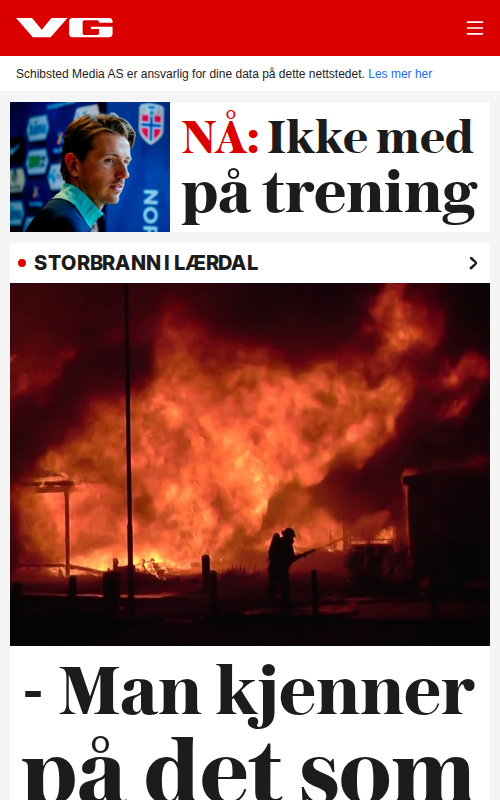 VG
Schibsted Media AS er ansvarlig for dine data på dette nettstedet. Les mer her
NÅ: Ikke med
på trening
NOR
STORBRANN I LÆRDAL
- Man kjenner
på det som